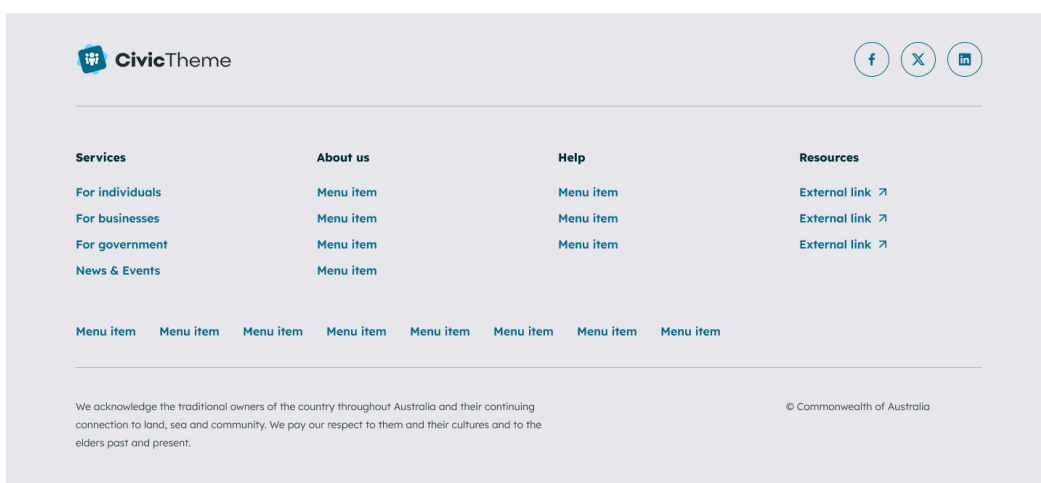 CivicTheme
Services
For individuals
For businesses
For government
News & Events
About us
Menu item
Menu item
Menu item
Menu item
Help
Menu item
Menu item
Menu item
Resources
External link
External link
External link
Menu item Menu item Menu item Menu item Menu item Menu item Menu item Menu item
We acknowledge the traditional owners of the country throughout Australia and their continuing
connection to land, sea and community. We pay our respect to them and their cultures and to the
elders past and present.
© Commonwealth of Australia